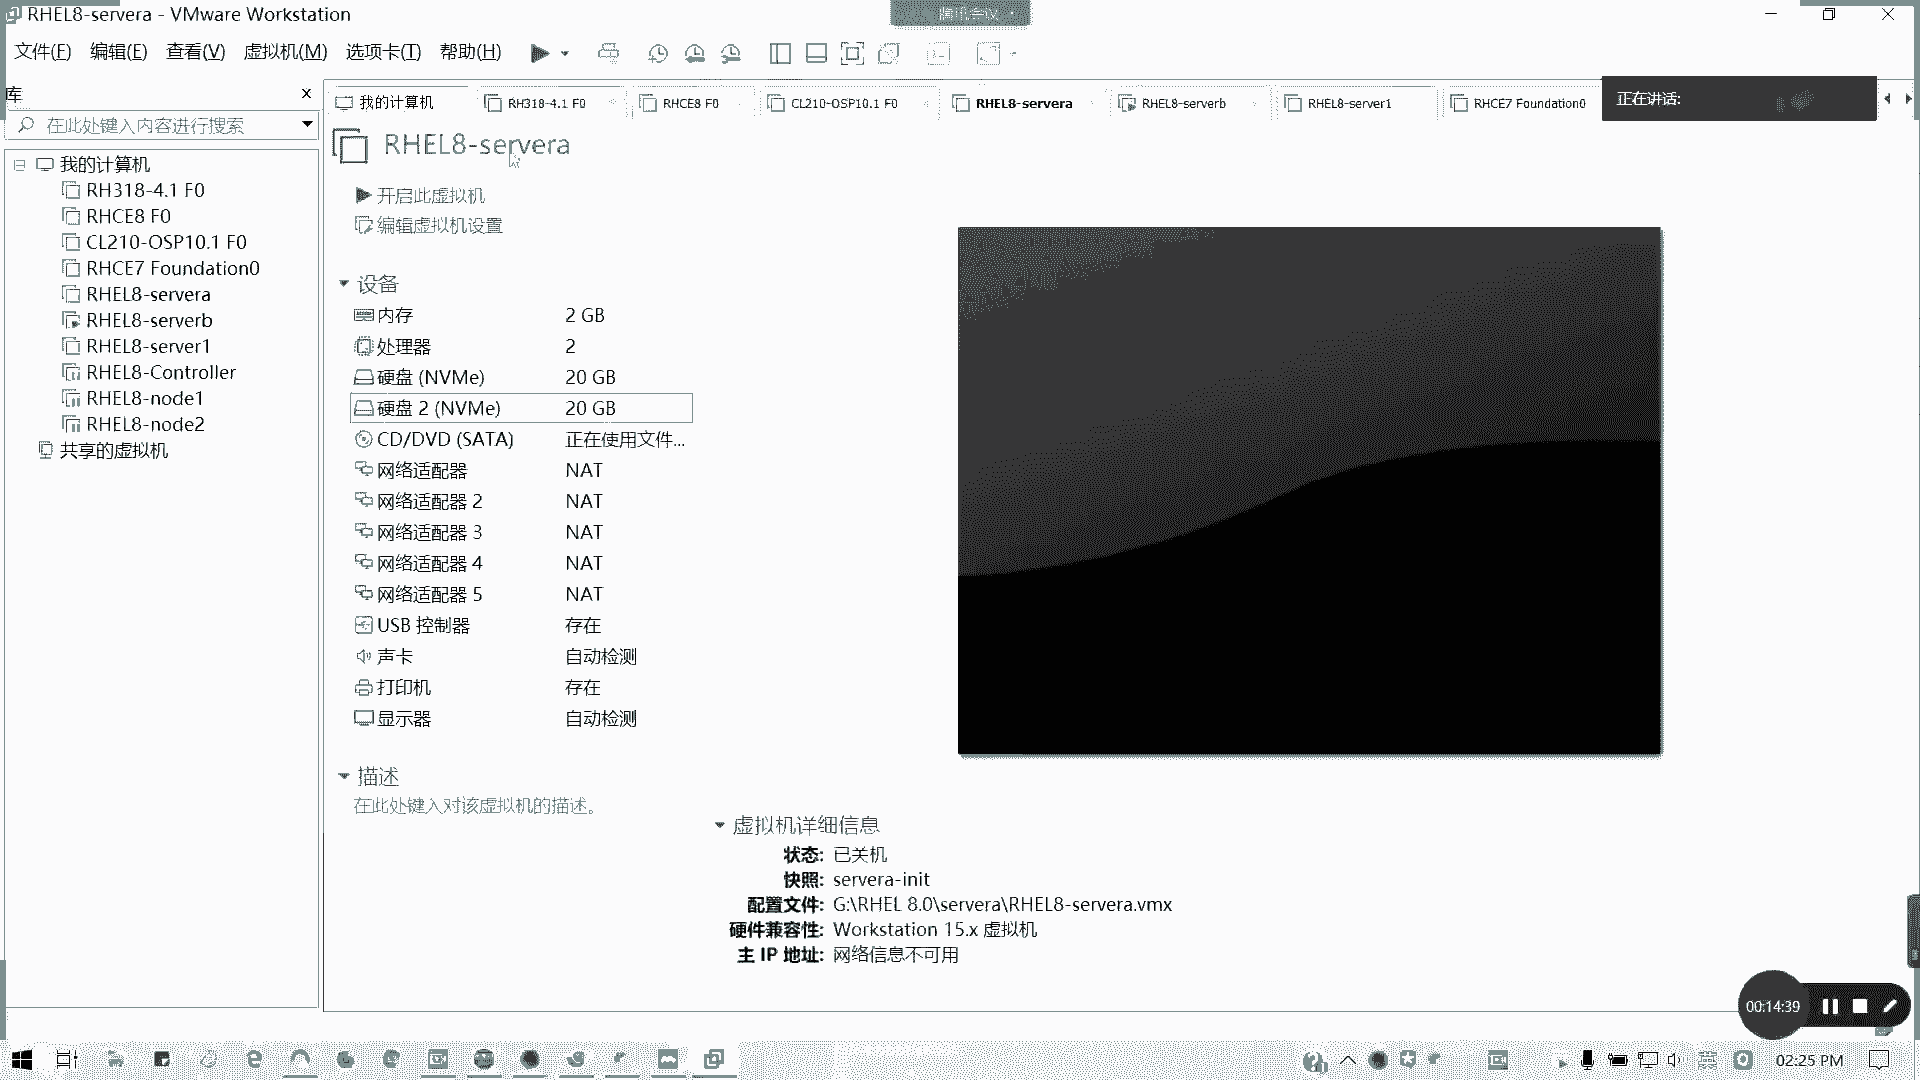 RHEL8-servera - VMware Workstation
腾讯会议
文件(F) 编辑(E) 查看(V) 虚拟机(M) 选项卡(T) 帮助(H)
库
在此处键入内容进行搜索
我的计算机
RH318-4.1 F0
RHCE8 F0
CL210-OSP10.1 F0
RHCE7 Foundation0
RHEL8-servera
RHEL8-serverb
RHEL8-server1
RHEL8-Controller
RHEL8-node1
RHEL8-node2
共享的虚拟机
我的计算机 RH318-4.1 F0 RHCE8 F0 CL210-OSP10.1 F0 RHEL8-servera RHEL8-serverb RHEL8-server1 RHCE7 Foundation0
正在讲话:
RHEL8-servera
开启此虚拟机
编辑虚拟机设置
设备
内存 2 GB
处理器 2
硬盘 (NVMe) 20 GB
硬盘 2 (NVMe) 20 GB
CD/DVD (SATA) 正在使用文件...
网络适配器 NAT
网络适配器 2 NAT
网络适配器 3 NAT
网络适配器 4 NAT
网络适配器 5 NAT
USB 控制器 存在
声卡 自动检测
打印机 存在
显示器 自动检测
描述
在此处键入对该虚拟机的描述。
虚拟机详细信息
状态: 已关机
快照: servera-init
配置文件: G:\RHEL 8.0\servera\RHEL8-servera.vmx
硬件兼容性: Workstation 15.x 虚拟机
主 IP 地址: 网络信息不可用
00:14:39
英
02:25 PM